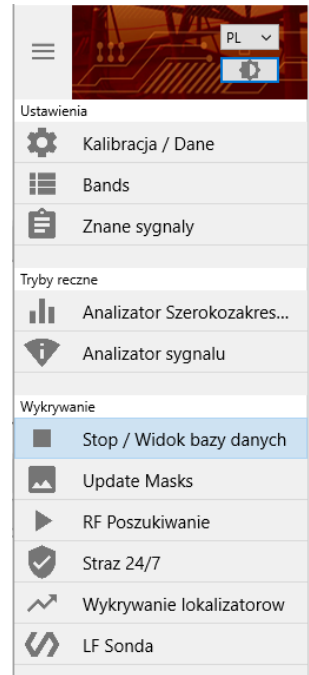 PL
Ustawienia
Kalibracja / Dane
Bands
Znane sygnaly
Tryby reczne
Analizator Szerokozakres...
Analizator sygnalu
Wykrywanie
Stop / Widok bazy danych
Update Masks
RF Poszukiwanie
Straz 24/7
Wykrywanie lokalizatorow
LF Sonda